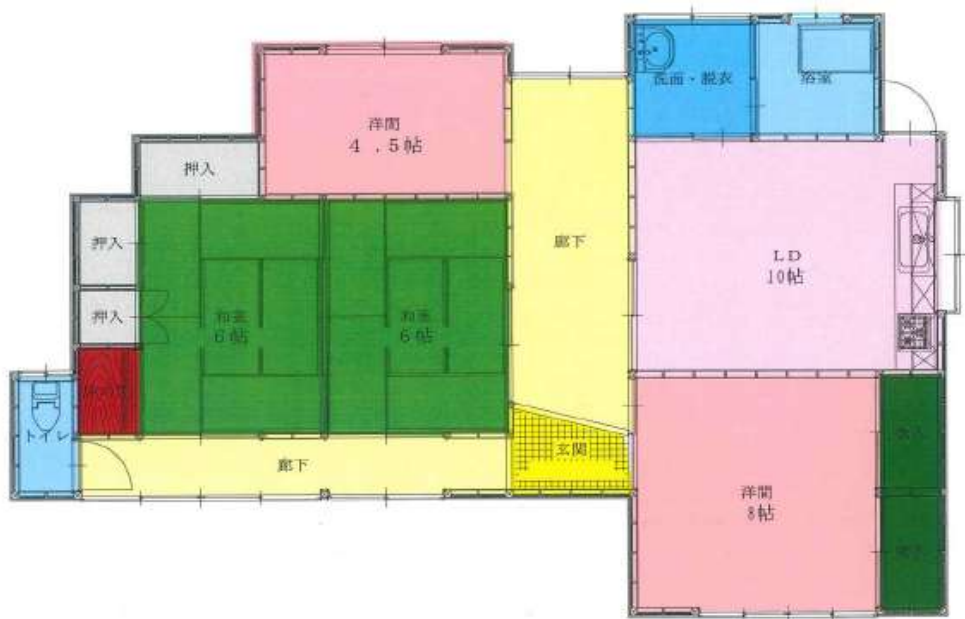 洗面・脱衣
浴室
洋間
4.5帖
押入
押入
廊下
LD
10帖
押入
和室
6帖
和室
6帖
トイレ
玄関
廊下
洋間
8帖